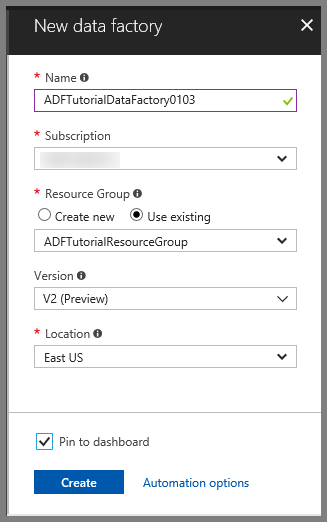 New data factory
* Name
ADFTutorialDataFactory0103
* Subscription
* Resource Group
Create new Use existing
ADFTutorialResourceGroup
Version
V2 (Preview)
* Location
East US
Pin to dashboard
Create Automation options